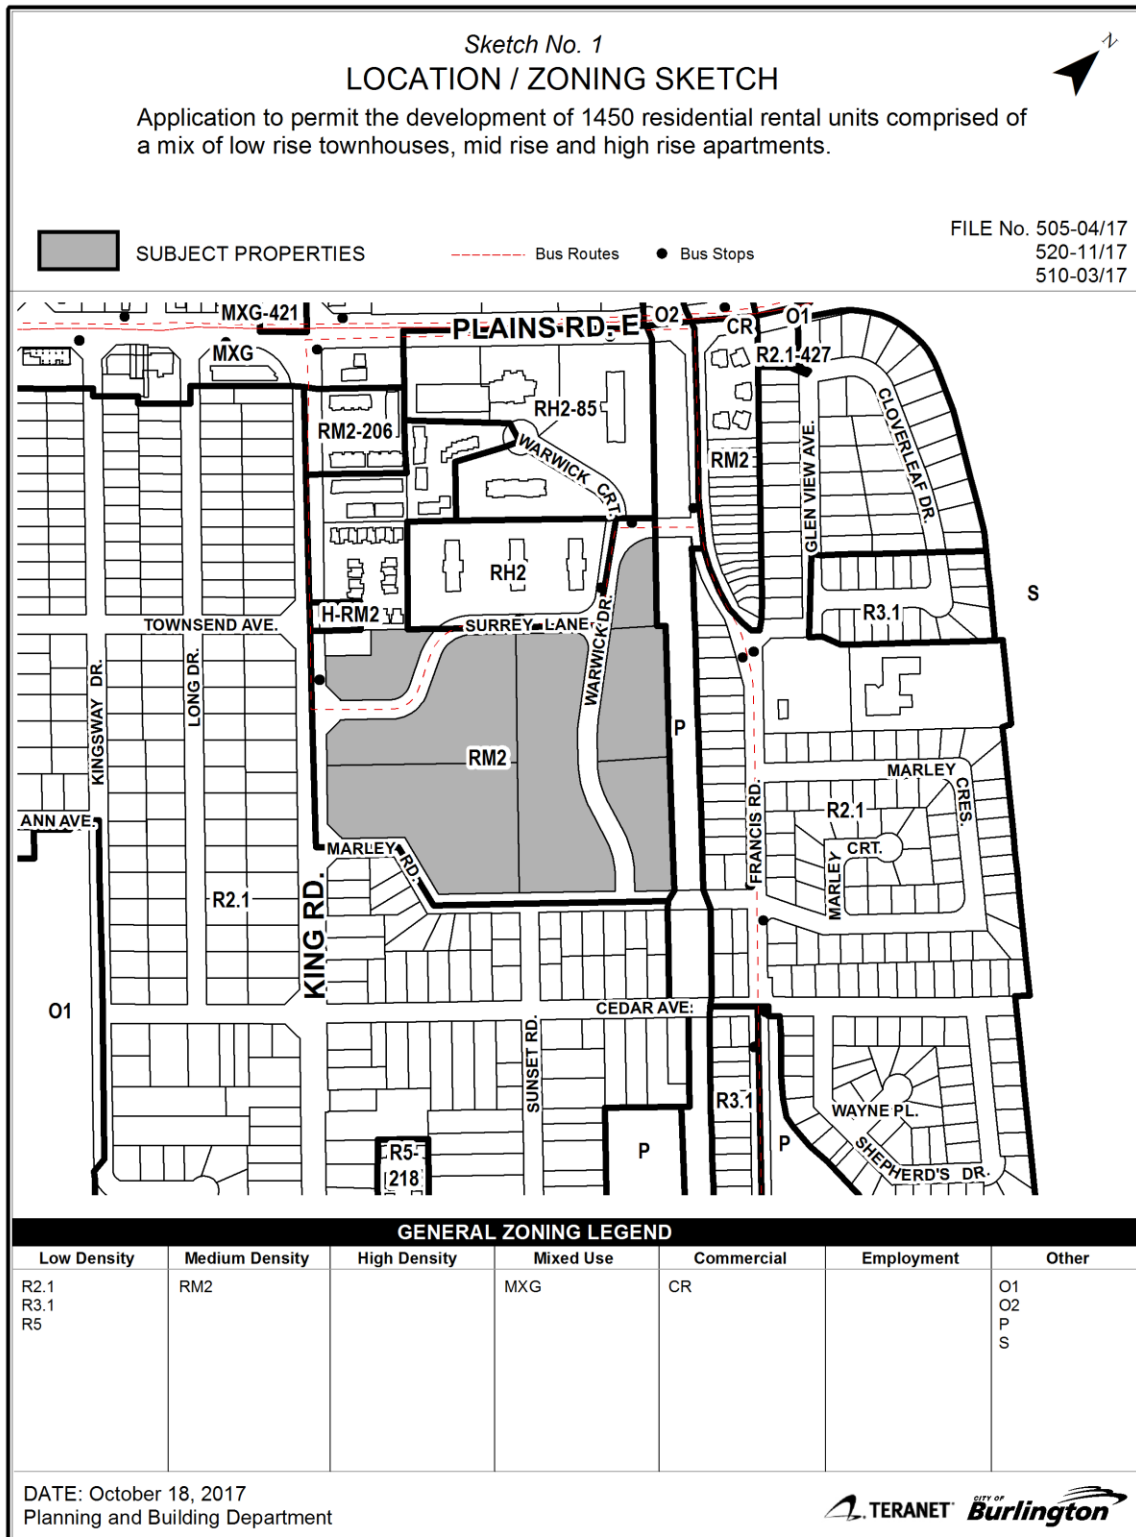 Sketch No. 1
LOCATION / ZONING SKETCH
Application to permit the development of 1450 residential rental units comprised of
a mix of low rise townhouses, mid rise and high rise apartments.
N
SUBJECT PROPERTIES
Bus Routes
Bus Stops
FILE No. 505-04/17
520-11/17
510-03/17
MXG-421
PLAINS RD. E
O2
CR
O1
MXG
R2.1-427
RH2-85
RM2-206
WARWICK CRT.
RM2
GLEN VIEW AVE.
CLOVERLEAF DR.
RH2
S
H-RM2
R3.1
TOWNSEND AVE.
SURREY LANE
WARWICK DR.
KINGSWAY DR.
LONG DR.
P
RM2
MARLEY CRES.
FRANCIS RD.
R2.1
ANN AVE.
MARLEY RD.
MARLEY CRT.
R2.1
KING RD.
O1
CEDAR AVE.
SUNSET RD.
R3.1
WAYNE PL.
P
P
R5-
218
SHEPHERD'S DR.
GENERAL ZONING LEGEND
Low Density
Medium Density
High Density
Mixed Use
Commercial
Employment
Other
R2.1
R3.1
R5
RM2
MXG
CR
O1
O2
P
S
DATE: October 18, 2017
Planning and Building Department
TERANET
CITY OF
Burlington